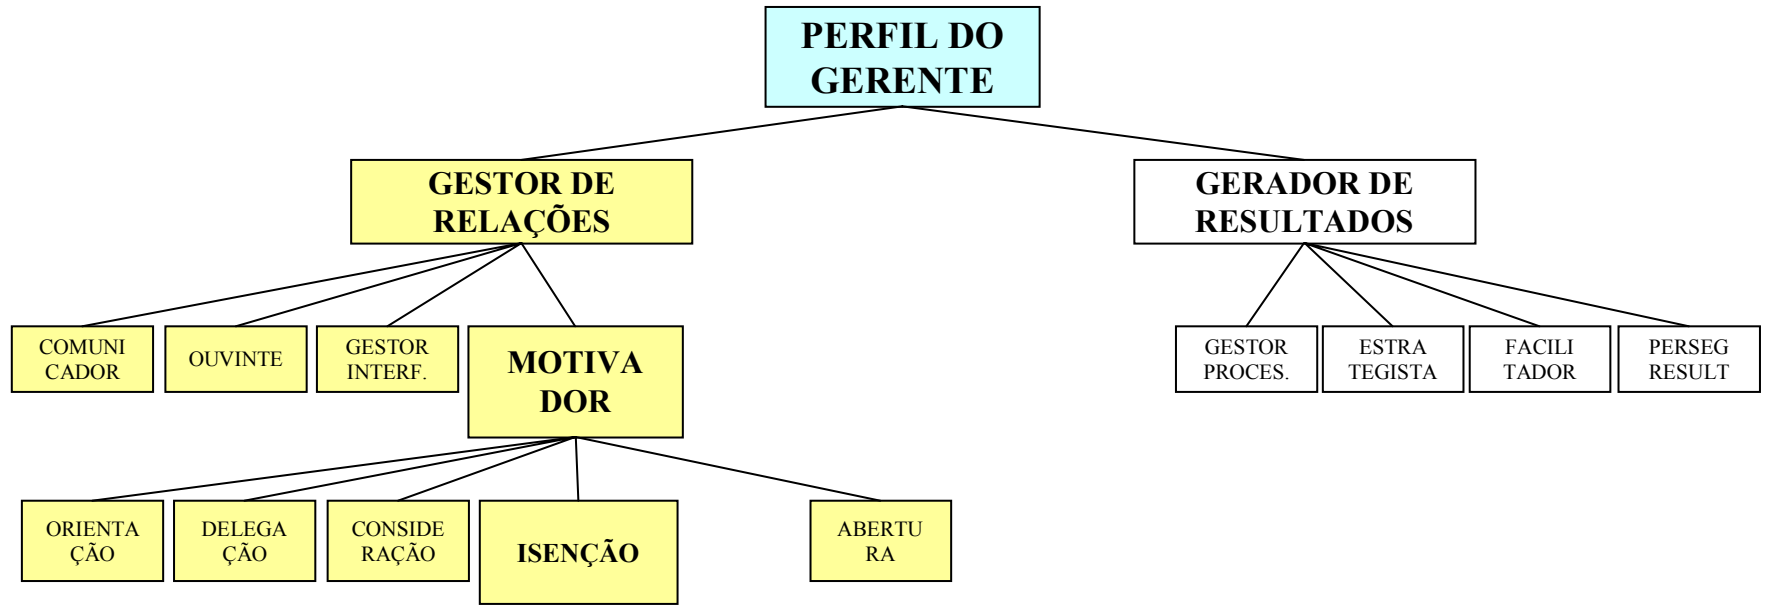 PERFIL DO
GERENTE
GESTOR DE
RELAÇÕES
GERADOR DE
RESULTADOS
COMUNI
CADOR
OUVINTE
GESTOR
INTERF.
MOTIVA
DOR
GESTOR
PROCES.
ESTRA
TEGISTA
FACILI
TADOR
PERSEG
RESULT
ORIENTA
ÇÃO
DELEGA
ÇÃO
CONSIDE
RAÇÃO
ISENÇÃO
ABERTU
RA